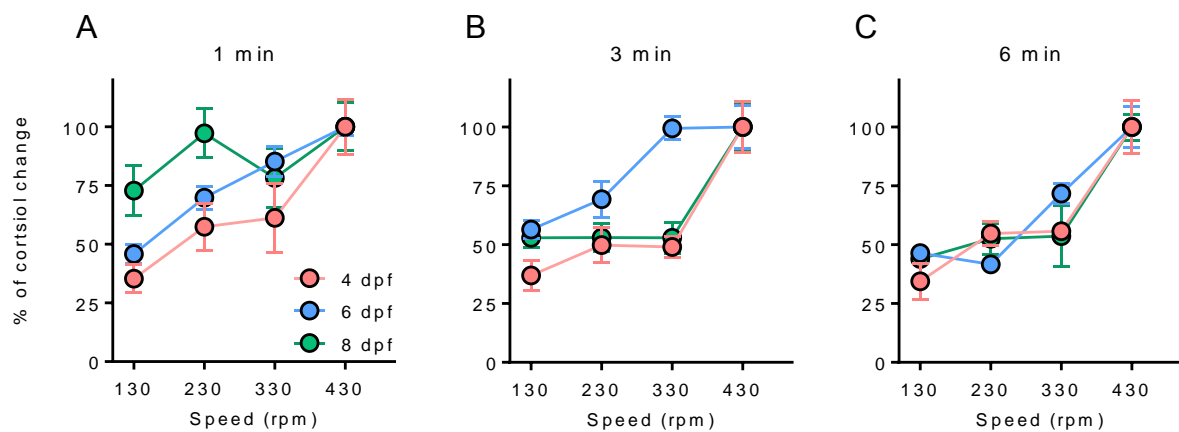 A
1 min
% of cortsiol change
100
75
50
25
0
130 230 330 430
Speed (rpm)
4 dpf
6 dpf
8 dpf
B
3 min
100
75
50
25
0
130 230 330 430
Speed (rpm)
C
6 min
100
75
50
25
0
130 230 330 430
Speed (rpm)